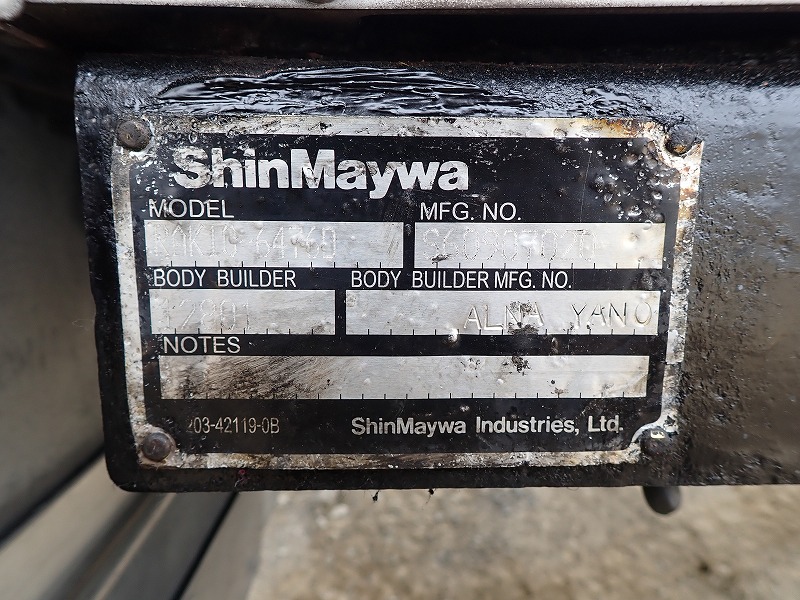 ShinMaywa
MODEL
MFG. NO.
BODY BUILDER
BODY BUILDER MFG. NO.
ALNA YANO
NOTES
203-42119-0B
ShinMaywa Industries, Ltd.